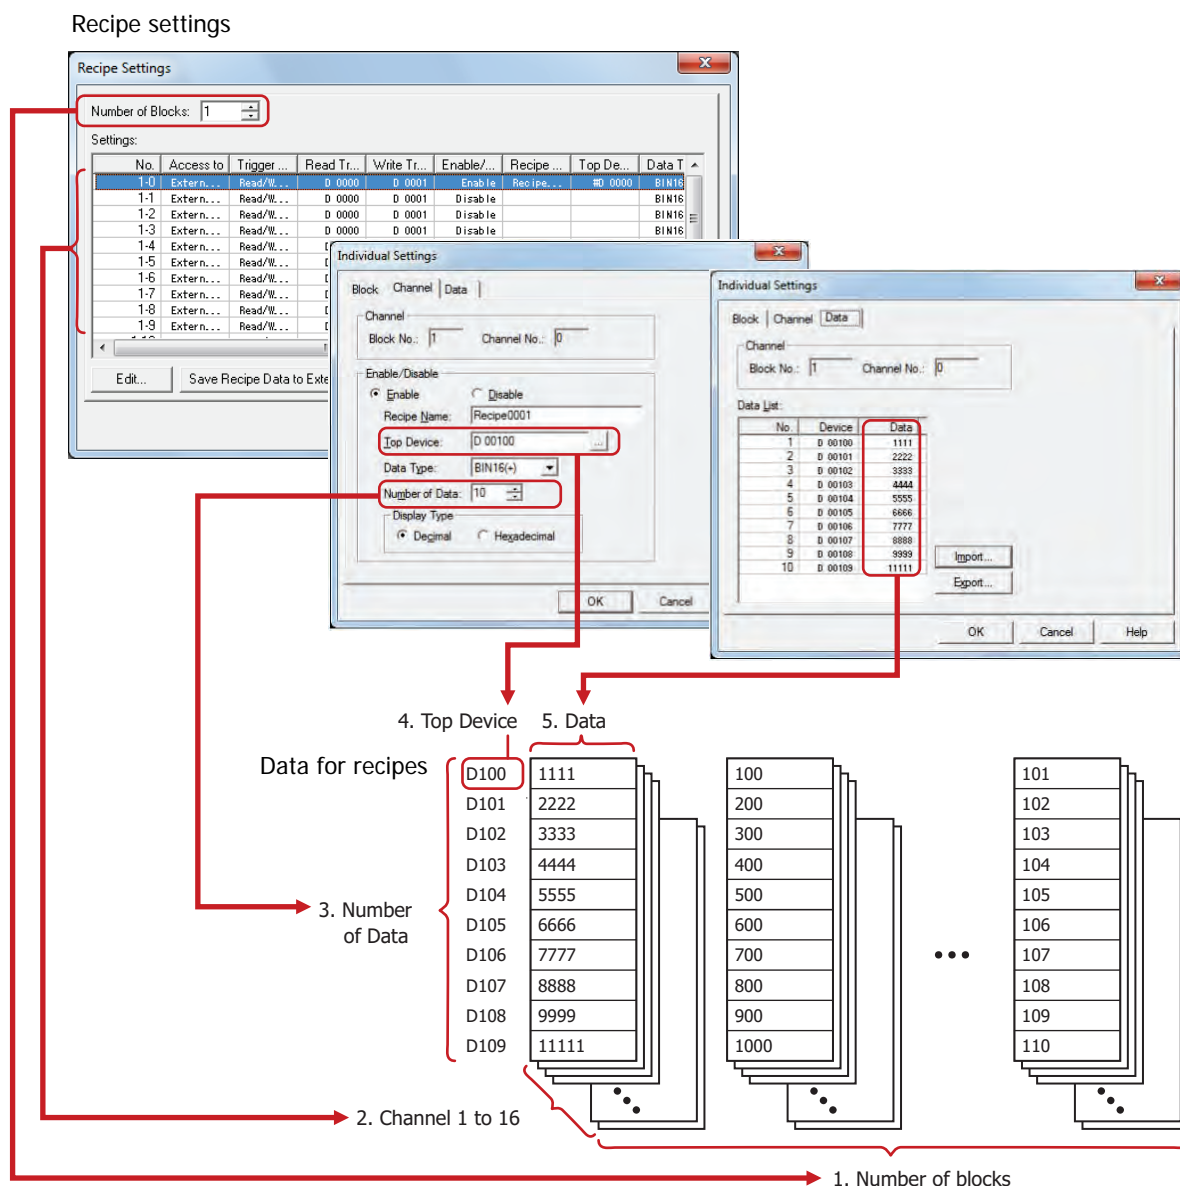 Recipe settings
Recipe Settings
Number of Blocks: 1
Settings:
No. Access to Trigger ... Read Tr... Write Tr... Enable/... Recipe ... Top De... Data T
1-0 Extern... Read/W... D 0000 D 0001 Enable Recipe... #D 0000 BIN16
1-1 Extern... Read/W... D 0000 D 0001 Disable BIN16
1-2 Extern... Read/W... D 0000 D 0001 Disable BIN16
1-3 Extern... Read/W... D 0000 D 0001 Disable BIN16
1-4 Extern... Read/W...
1-5 Extern... Read/W...
1-6 Extern... Read/W...
1-7 Extern... Read/W...
1-8 Extern... Read/W...
1-9 Extern... Read/W...
Edit... Save Recipe Data to Exte
Individual Settings
Block Channel Data
Channel
Block No.: 1 Channel No.: 0
Enable/Disable
Enable Disable
Recipe Name: Recipe0001
Top Device: D 00100 ...
Data Type: BIN16(+)
Number of Data: 10
Display Type
Decimal Hexadecimal
OK Cancel
Individual Settings
Block Channel Data
Channel
Block No.: 1 Channel No.: 0
Data List:
No. Device Data
1 D 00100 1111
2 D 00101 2222
3 D 00102 3333
4 D 00103 4444
5 D 00104 5555
6 D 00105 6666
7 D 00106 7777
8 D 00107 8888
9 D 00108 9999
10 D 00109 11111
Import...
Export...
OK Cancel Help
4. Top Device 5. Data
Data for recipes
D100 1111 100 101
D101 2222 200 102
D102 3333 300 103
D103 4444 400 104
D104 5555 500 105
D105 6666 600 106
D106 7777 700 107
D107 8888 800 108
D108 9999 900 109
D109 11111 1000 110
3. Number
of Data
2. Channel 1 to 16
1. Number of blocks